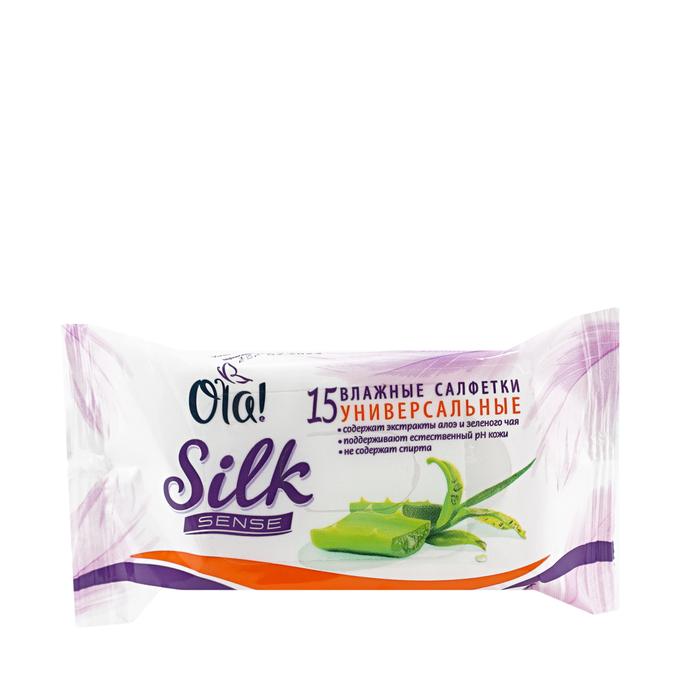 Ola!
Silk
SENSE
15 ВЛАЖНЫЕ САЛФЕТКИ
УНИВЕРСАЛЬНЫЕ
• содержат экстракты алоэ и зеленого чая
• поддерживают естественный pH кожи
• не содержат спирта